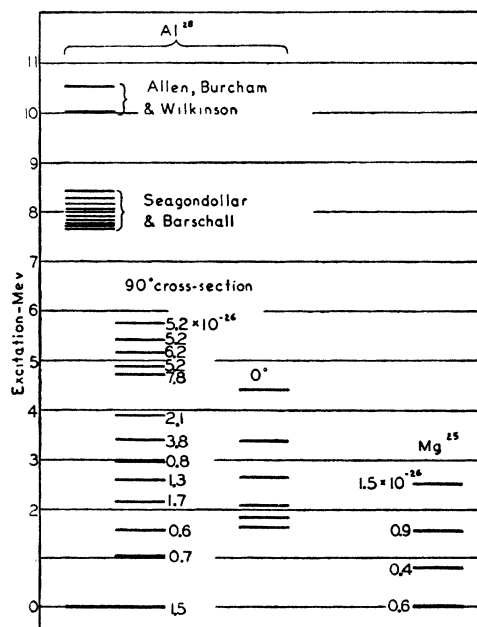 Al²⁸
11
Allen, Burcham
10
& Wilkinson
9
Seagondollar
8
& Barschall
7
90° cross-section
6
5.2 × 10⁻²⁶
5.2
6.2
5
5.2
7.8
0°
4
2.1
3.8
Mg²⁵
3
0.8
1.3
1.5 × 10⁻²⁶
2
1.7
0.6
0.9
1
0.7
0.4
0
1.5
0.6
Excitation-Mev